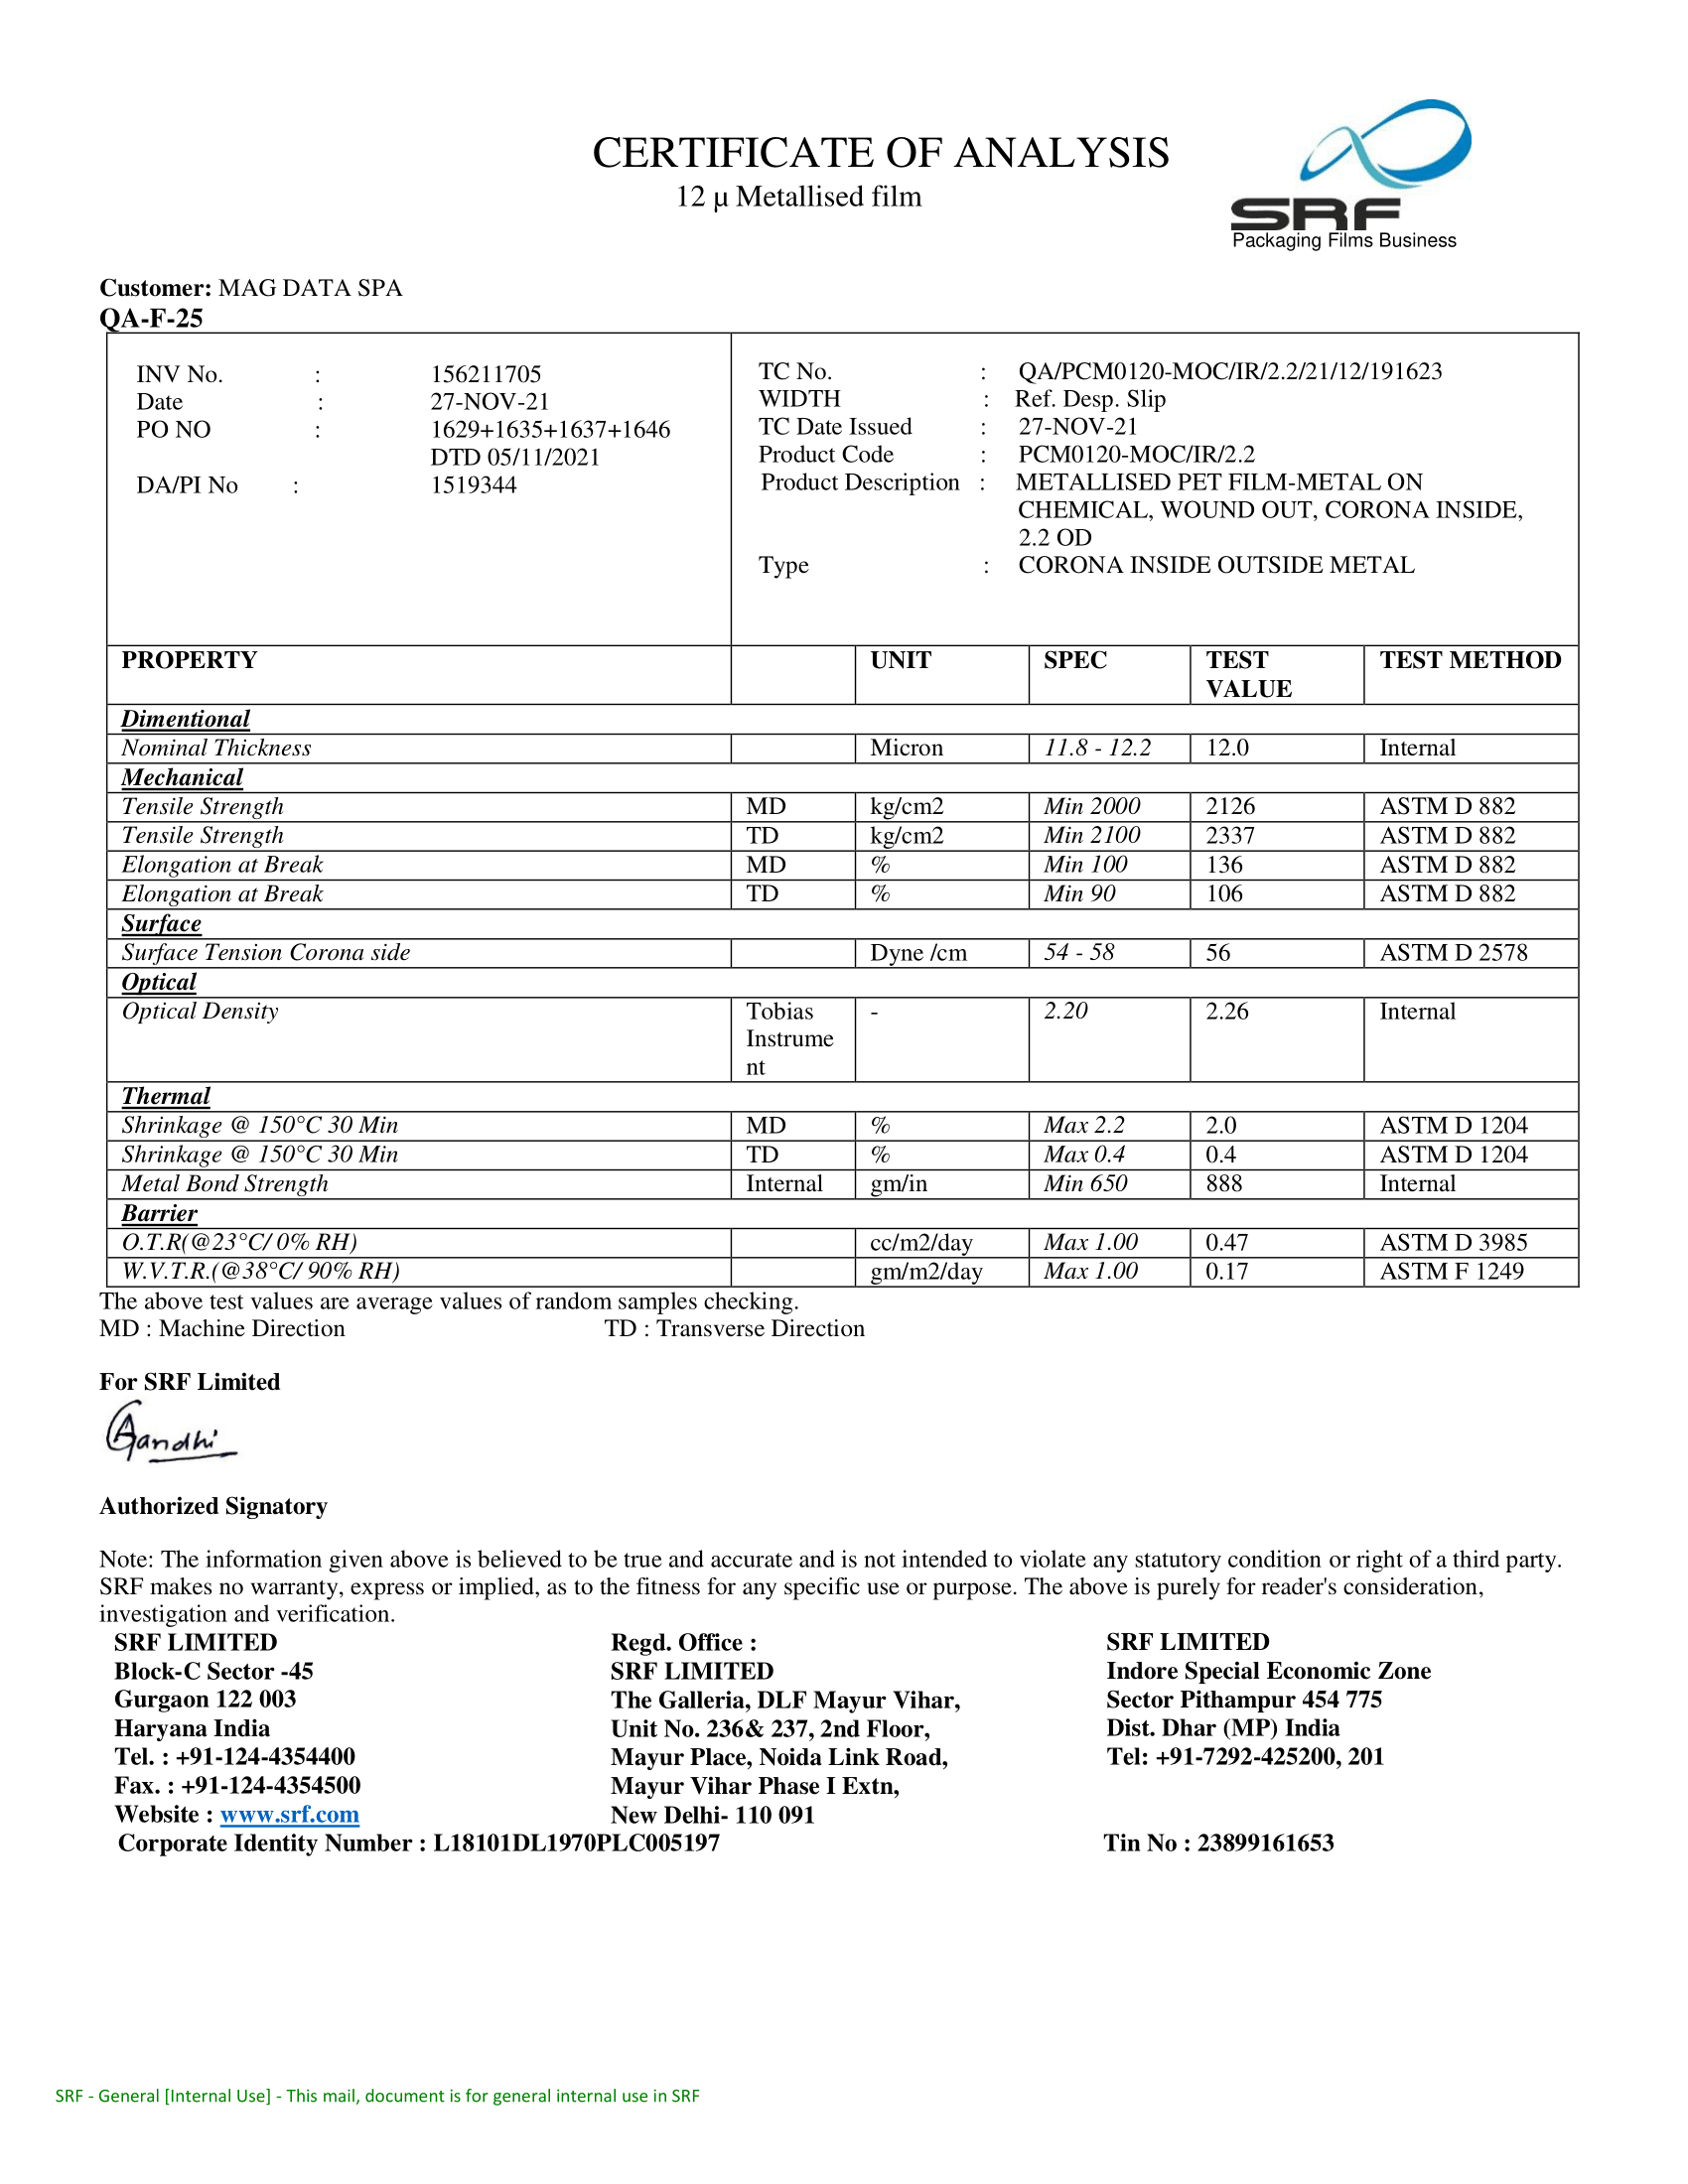 CERTIFICATE OF ANALYSIS
12 µ Metallised film
SRF
Packaging Films Business
Customer: MAG DATA SPA
QA-F-25
INV No. : 156211705
Date : 27-NOV-21
PO NO : 1629+1635+1637+1646
DTD 05/11/2021
DA/PI No : 1519344
TC No. : QA/PCM0120-MOC/IR/2.2/21/12/191623
WIDTH : Ref. Desp. Slip
TC Date Issued : 27-NOV-21
Product Code : PCM0120-MOC/IR/2.2
Product Description : METALLISED PET FILM-METAL ON
CHEMICAL, WOUND OUT, CORONA INSIDE,
2.2 OD
Type : CORONA INSIDE OUTSIDE METAL
PROPERTY UNIT SPEC TEST VALUE TEST METHOD
Dimentional
Nominal Thickness Micron 11.8 - 12.2 12.0 Internal
Mechanical
Tensile Strength MD kg/cm2 Min 2000 2126 ASTM D 882
Tensile Strength TD kg/cm2 Min 2100 2337 ASTM D 882
Elongation at Break MD % Min 100 136 ASTM D 882
Elongation at Break TD % Min 90 106 ASTM D 882
Surface
Surface Tension Corona side Dyne /cm 54 - 58 56 ASTM D 2578
Optical
Optical Density Tobias Instrument - 2.20 2.26 Internal
Thermal
Shrinkage @ 150°C 30 Min MD % Max 2.2 2.0 ASTM D 1204
Shrinkage @ 150°C 30 Min TD % Max 0.4 0.4 ASTM D 1204
Metal Bond Strength Internal gm/in Min 650 888 Internal
Barrier
O.T.R(@23°C/ 0% RH) cc/m2/day Max 1.00 0.47 ASTM D 3985
W.V.T.R.(@38°C/ 90% RH) gm/m2/day Max 1.00 0.17 ASTM F 1249
The above test values are average values of random samples checking.
MD : Machine Direction TD : Transverse Direction
For SRF Limited
Gandhi
Authorized Signatory
Note: The information given above is believed to be true and accurate and is not intended to violate any statutory condition or right of a third party.
SRF makes no warranty, express or implied, as to the fitness for any specific use or purpose. The above is purely for reader's consideration,
investigation and verification.
SRF LIMITED
Block-C Sector -45
Gurgaon 122 003
Haryana India
Tel. : +91-124-4354400
Fax. : +91-124-4354500
Website : www.srf.com
Regd. Office :
SRF LIMITED
The Galleria, DLF Mayur Vihar,
Unit No. 236& 237, 2nd Floor,
Mayur Place, Noida Link Road,
Mayur Vihar Phase I Extn,
New Delhi- 110 091
SRF LIMITED
Indore Special Economic Zone
Sector Pithampur 454 775
Dist. Dhar (MP) India
Tel: +91-7292-425200, 201
Corporate Identity Number : L18101DL1970PLC005197 Tin No : 23899161653
SRF - General [Internal Use] - This mail, document is for general internal use in SRF